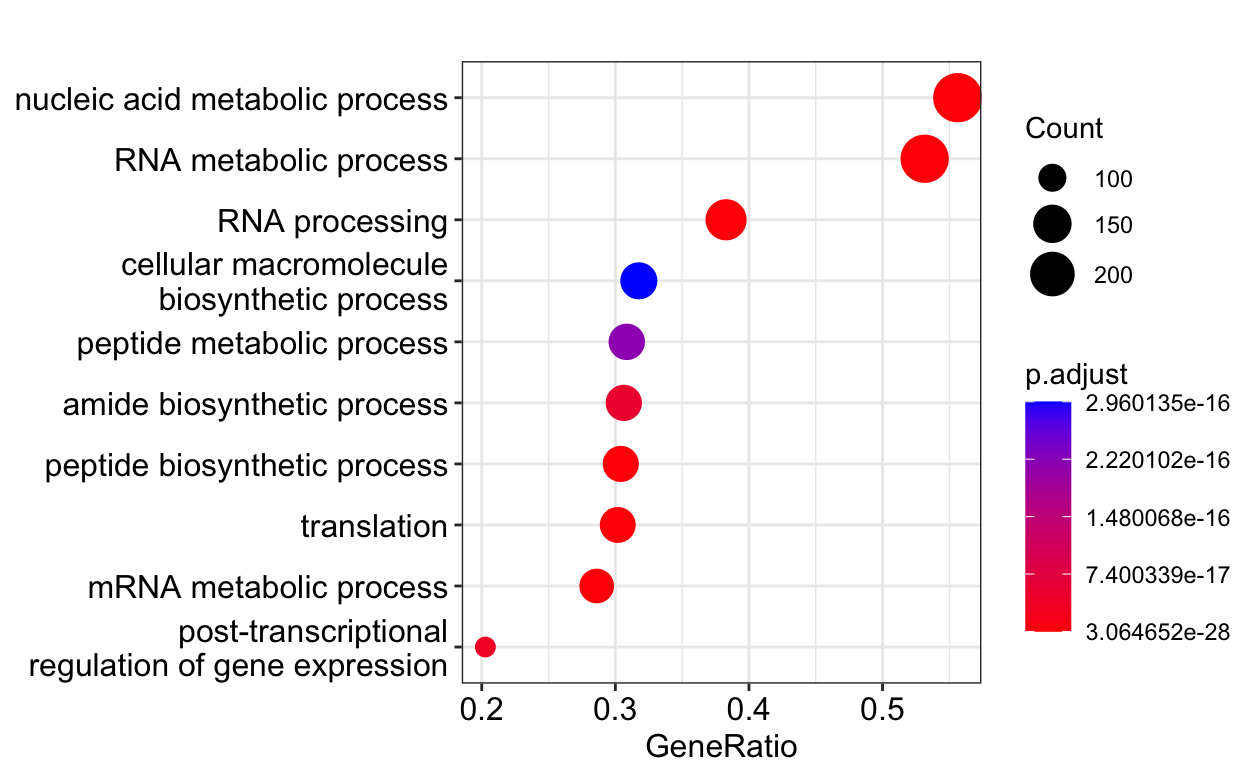 nucleic acid metabolic process
RNA metabolic process
RNA processing
cellular macromolecule
biosynthetic process
peptide metabolic process
amide biosynthetic process
peptide biosynthetic process
translation
mRNA metabolic process
post-transcriptional
regulation of gene expression
0.2 0.3 0.4 0.5
GeneRatio
Count
100
150
200
p.adjust
2.960135e-16
2.220102e-16
1.480068e-16
7.400339e-17
3.064652e-28